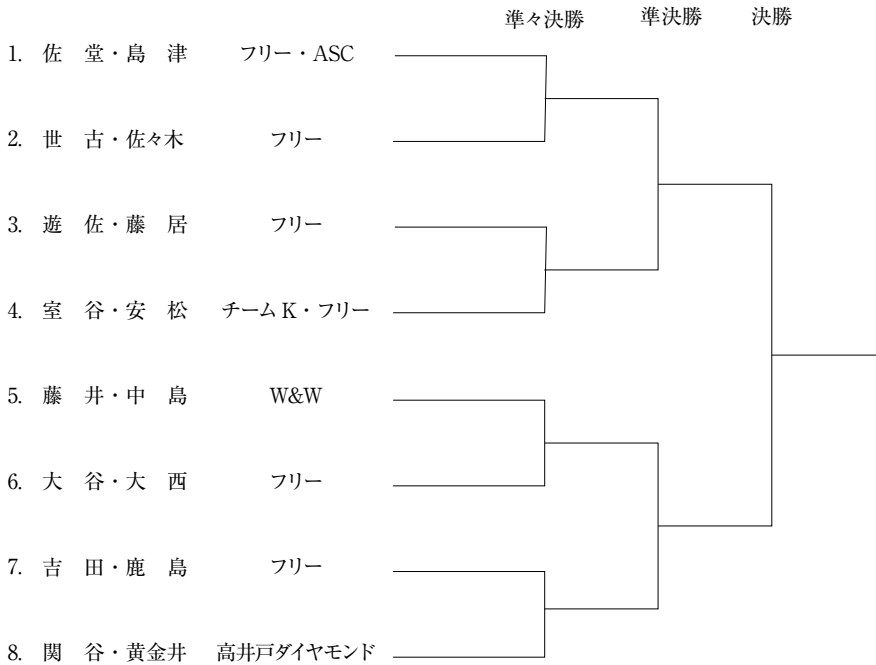 準々決勝 準決勝 決勝
1. 佐　堂・島　津 フリー・ASC
2. 世　古・佐々木 フリー
3. 遊　佐・藤　居 フリー
4. 室　谷・安　松 チームK・フリー
5. 藤　井・中　島 W&W
6. 大　谷・大　西 フリー
7. 吉　田・鹿　島 フリー
8. 関　谷・黄金井 高井戸ダイヤモンド